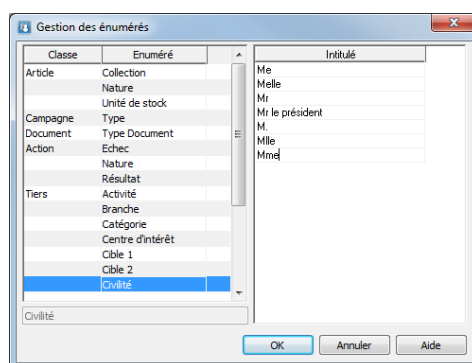 Gestion des énumérés
Classe Enuméré
Article Collection
Nature
Unité de stock
Campagne Type
Document Type Document
Action Echec
Nature
Résultat
Tiers Activité
Branche
Catégorie
Centre d'intérêt
Cible 1
Cible 2
Civilité
Civilité
Intitulé
Me
Melle
Mr
Mr le président
M.
Mlle
Mme
OK Annuler Aide